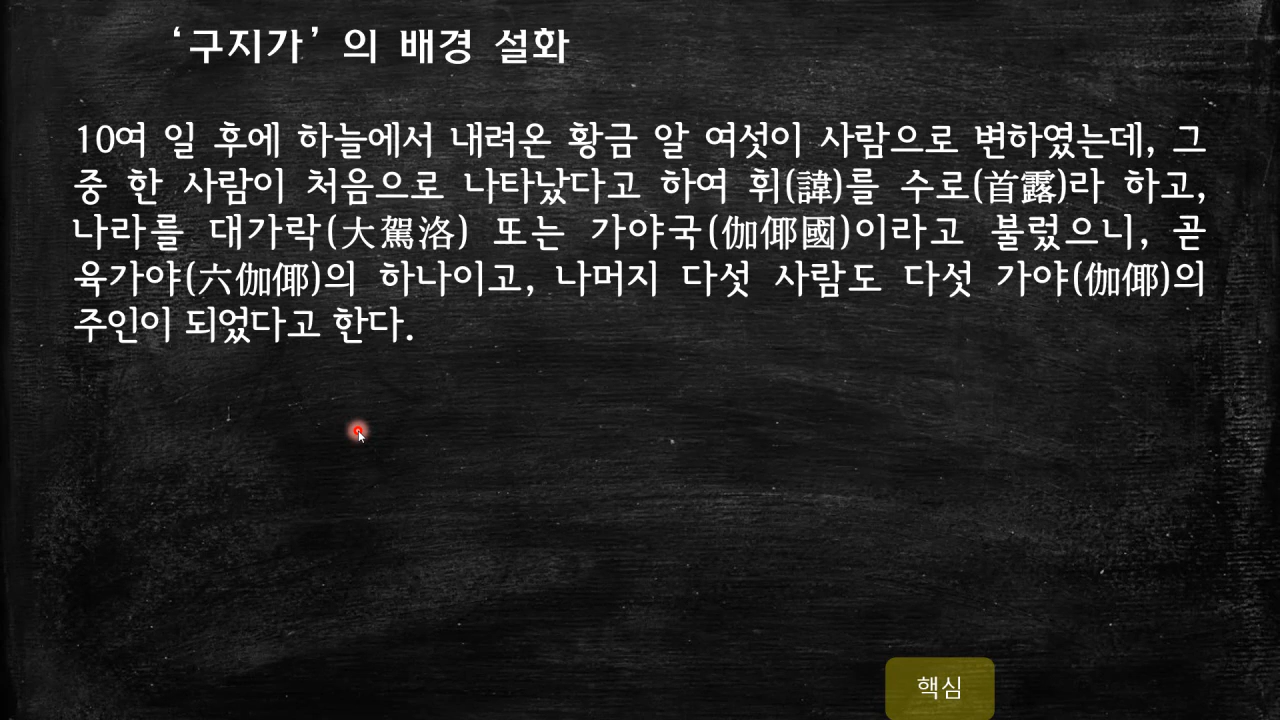 ‘구지가’ 의 배경 설화
10여 일 후에 하늘에서 내려온 황금 알 여섯이 사람으로 변하였는데, 그
중 한 사람이 처음으로 나타났다고 하여 휘(諱)를 수로(首露)라 하고,
나라를 대가락(大駕洛) 또는 가야국(伽倻國)이라고 불렀으니, 곧
육가야(六伽倻)의 하나이고, 나머지 다섯 사람도 다섯 가야(伽倻)의
주인이 되었다고 한다.
핵심